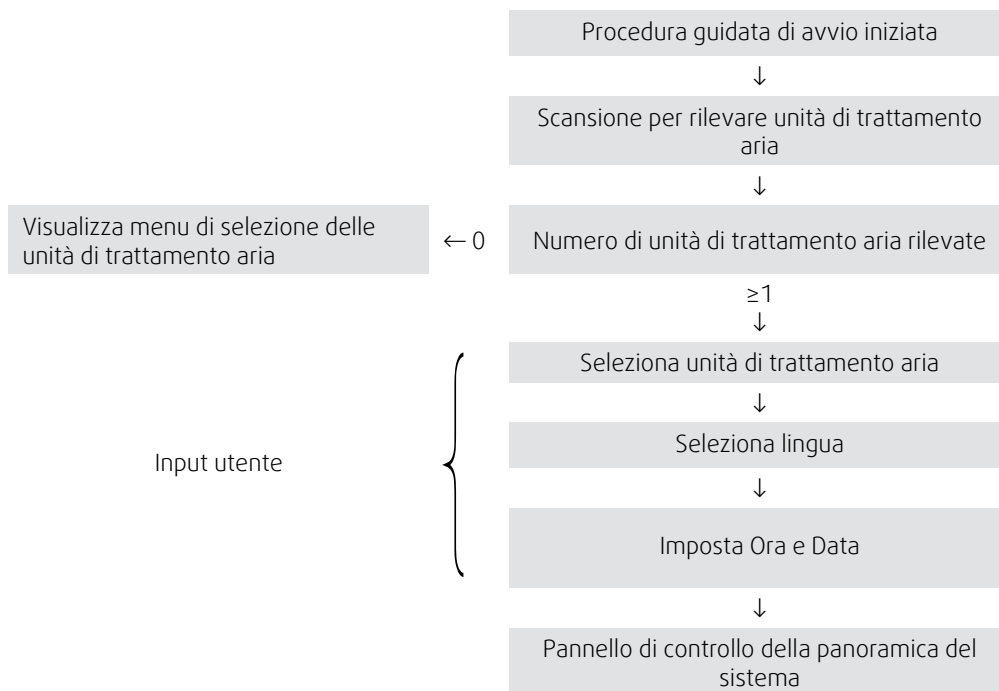 Procedura guidata di avvio iniziata
↓
Scansione per rilevare unità di trattamento
aria
↓
Visualizza menu di selezione delle
unità di trattamento aria
← 0
Numero di unità di trattamento aria rilevate
≥1
↓
Seleziona unità di trattamento aria
↓
Input utente
Seleziona lingua
↓
Imposta Ora e Data
↓
Pannello di controllo della panoramica del
sistema